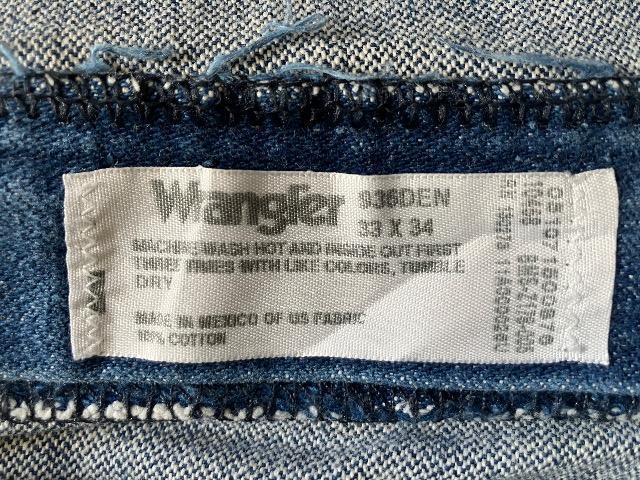 Wrangler 936DEN
33 X 34
MACHINE WASH HOT AND INSIDE OUT FIRST
THREE TIMES WITH LIKE COLORS, TUMBLE
DRY
MADE IN MEXICO OF US FABRIC
100% COTTON